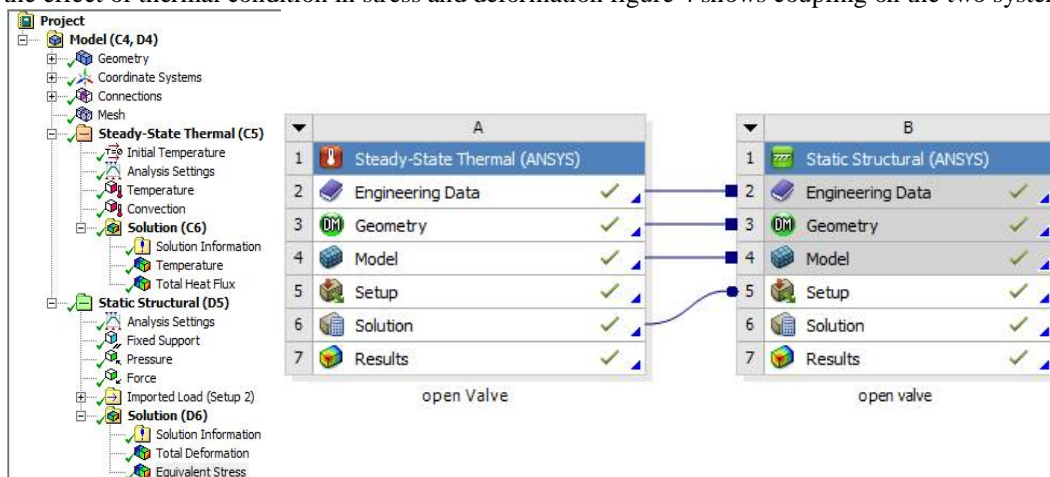 the effect of thermal condition in stress and deformation figure 4 shows coupling on the two system
Project
Model (C4, D4)
Geometry
Coordinate Systems
Connections
Mesh
Steady-State Thermal (C5)
Initial Temperature
Analysis Settings
Temperature
Convection
Solution (C6)
Solution Information
Temperature
Total Heat Flux
Static Structural (D5)
Analysis Settings
Fixed Support
Pressure
Force
Imported Load (Setup 2)
Solution (D6)
Solution Information
Total Deformation
Equivalent Stress
A
1 Steady-State Thermal (ANSYS)
2 Engineering Data
3 DM Geometry
4 Model
5 Setup
6 Solution
7 Results
open Valve
B
1 Static Structural (ANSYS)
2 Engineering Data
3 DM Geometry
4 Model
5 Setup
6 Solution
7 Results
open valve